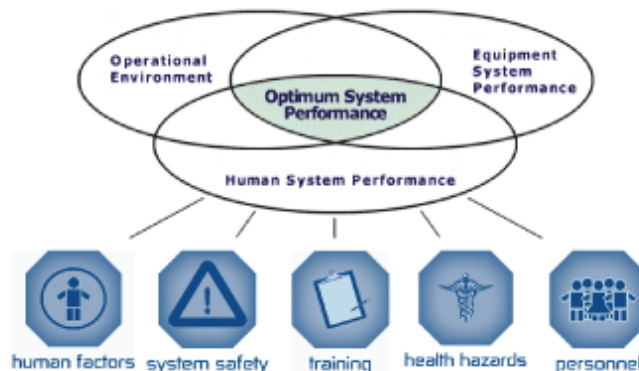 Operational
Environment
Equipment
System
Performance
Optimum System
Performance
Human System Performance
human factors
system safety
training
health hazards
personnel